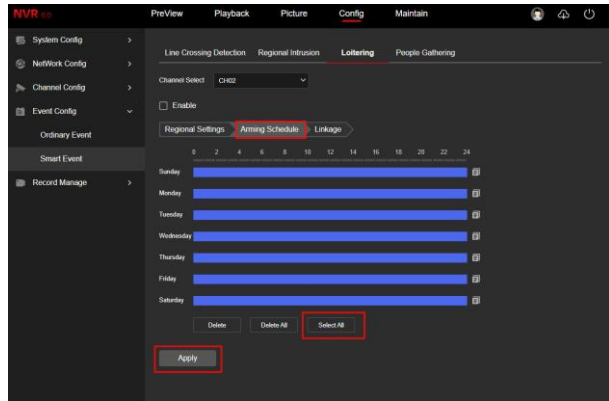 NVR
PreView Playback Picture Config Maintain
System Config
NetWork Config
Channel Config
Event Config
Ordinary Event
Smart Event
Record Manage
Line Crossing Detection Regional Intrusion Loitering People Gathering
Channel Select CH02
Enable
Regional Settings Arming Schedule Linkage
0 2 4 6 8 10 12 14 16 18 20 22 24
Sunday
Monday
Tuesday
Wednesday
Thursday
Friday
Saturday
Delete Delete All Select All
Apply